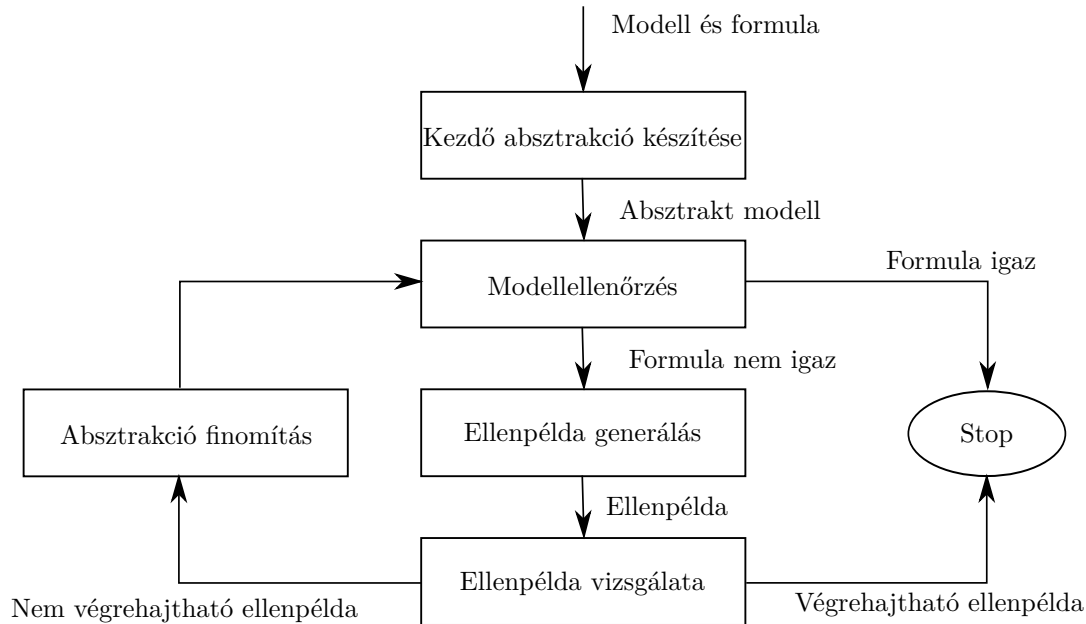 Modell és formula
Kezdő absztrakció készítése
Absztrakt modell
Formula igaz
Modellellenőrzés
Formula nem igaz
Absztrakció finomítás
Ellenpélda generálás
Stop
Ellenpélda
Ellenpélda vizsgálata
Nem végrehajtható ellenpélda
Végrehajtható ellenpélda